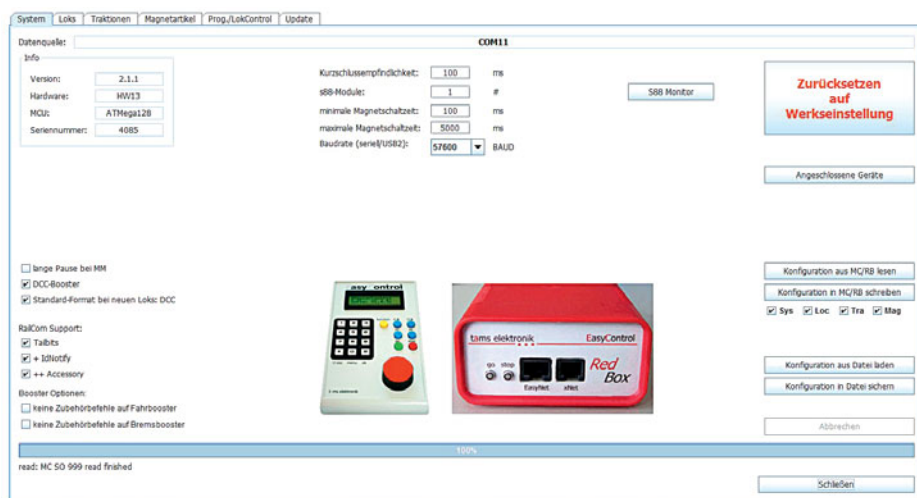 System Loks Traktionen Magnetartikel Prog./LokControl Update
Datenquelle: COM11
Info
Version: 2.1.1
Hardware: HW13
MCU: ATMega128
Seriennummer: 4085
Kurzschlussempfindlichkeit: 100 ms
s88-Module: 1 #
minimale Magnetschaltzeit: 100 ms
maximale Magnetschaltzeit: 5000 ms
Baudrate (seriell/USB2): 57600 BAUD
S88 Monitor
Zurücksetzen
auf
Werkseinstellung
Angeschlossene Geräte
lange Pause bei MM
DCC-Booster
Standard-Format bei neuen Loks: DCC
RailCom Support:
Tailbits
+ IdNotify
++ Accessory
Booster Optionen:
keine Zubehörbefehle auf Fahrbooster
keine Zubehörbefehle auf Bremsbooster
asy ontrol
tams elektronik EasyControl
go stop
Red
Box
EasyNet xNet
Konfiguration aus MC/RB lesen
Konfiguration in MC/RB schreiben
Sys Loc Tra Mag
Konfiguration aus Datei laden
Konfiguration in Datei sichern
Abbrechen
100%
read: MC SO 999 read finished
Schließen